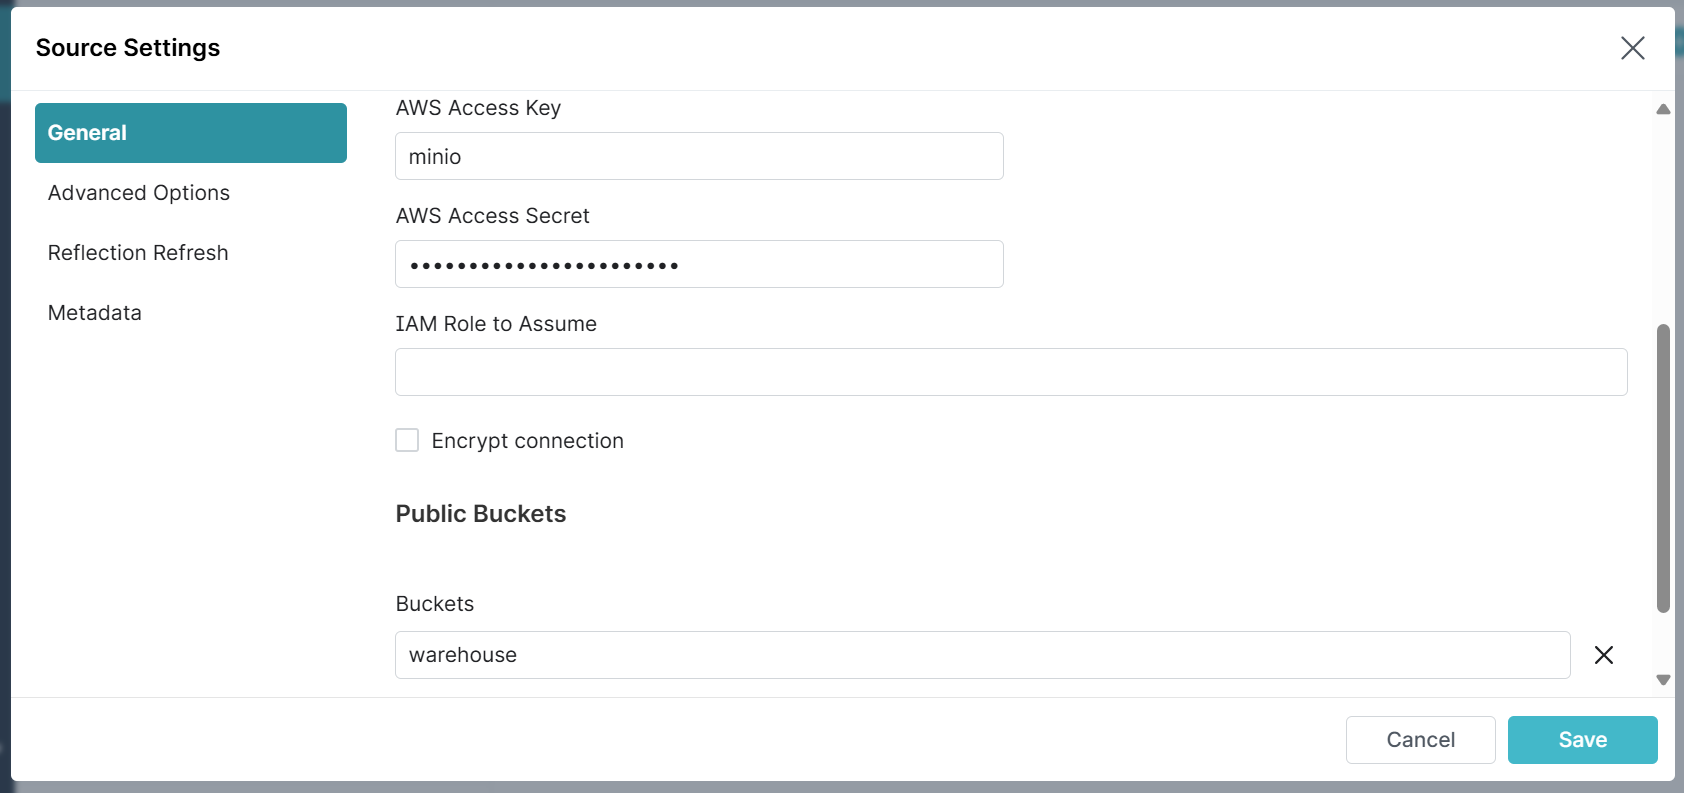 Source Settings
General
Advanced Options
Reflection Refresh
Metadata
AWS Access Key
minio
AWS Access Secret
•••••••••••••••••••••••
IAM Role to Assume
Encrypt connection
Public Buckets
Buckets
warehouse
Cancel
Save